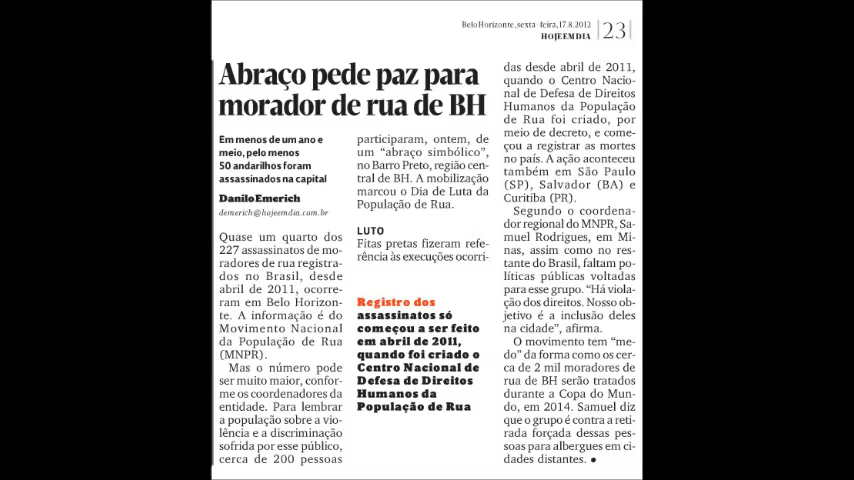 Belo Horizonte, sexta-feira, 17.8.2012
HOJE EM DIA
23
Abraço pede paz para
morador de rua de BH
Em menos de um ano e
meio, pelo menos
50 andarilhos foram
assassinados na capital
Danilo Emerich
demerich@hojeemdia.com.br
Quase um quarto dos
227 assassinatos de mo-
radores de rua registra-
dos no Brasil, desde
abril de 2011, ocorre-
ram em Belo Horizon-
te. A informação é do
Movimento Nacional
da População de Rua
(MNPR).
Mas o número pode
ser muito maior, confor-
me os coordenadores da
entidade. Para lembrar
a população sobre a vio-
lência e a discriminação
sofrida por esse público,
cerca de 200 pessoas
participaram, ontem, de
um “abraço simbólico”,
no Barro Preto, região cen-
tral de BH. A mobilização
marcou o Dia de Luta da
População de Rua.
LUTO
Fitas pretas fizeram refe-
rência às execuções ocorri-
Registro dos
assassinatos só
começou a ser feito
em abril de 2011,
quando foi criado o
Centro Nacional de
Defesa de Direitos
Humanos da
População de Rua
das desde abril de 2011,
quando o Centro Nacio-
nal de Defesa de Direitos
Humanos da População
de Rua foi criado, por
meio de decreto, e come-
çou a registrar as mortes
no país. A ação aconteceu
também em São Paulo
(SP), Salvador (BA) e
Curitiba (PR).
Segundo o coordena-
dor regional do MNPR, Sa-
muel Rodrigues, em Mi-
nas, assim como no res-
tante do Brasil, faltam po-
líticas públicas voltadas
para esse grupo. “Há viola-
ção dos direitos. Nosso ob-
jetivo é a inclusão deles
na cidade”, afirma.
O movimento tem “me-
do” da forma como os cer-
ca de 2 mil moradores de
rua de BH serão tratados
durante a Copa do Mun-
do, em 2014. Samuel diz
que o grupo é contra a reti-
rada forçada dessas pes-
soas para albergues em ci-
dades distantes. ●